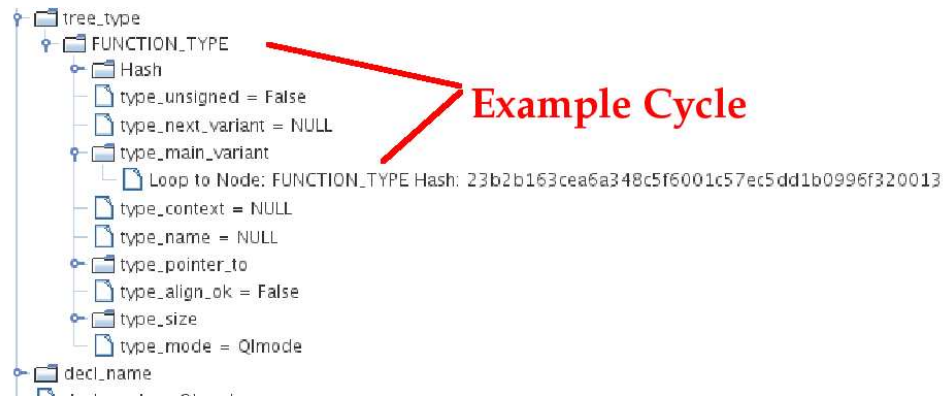 tree_type
FUNCTION_TYPE
Hash
type_unsigned = False
Example Cycle
type_next_variant = NULL
type_main_variant
Loop to Node: FUNCTION_TYPE Hash: 23b2b163cea6a348c5f6001c57ec5dd1b0996f320013
type_context = NULL
type_name = NULL
type_pointer_to
type_align_ok = False
type_size
type_mode = QImode
decl_name